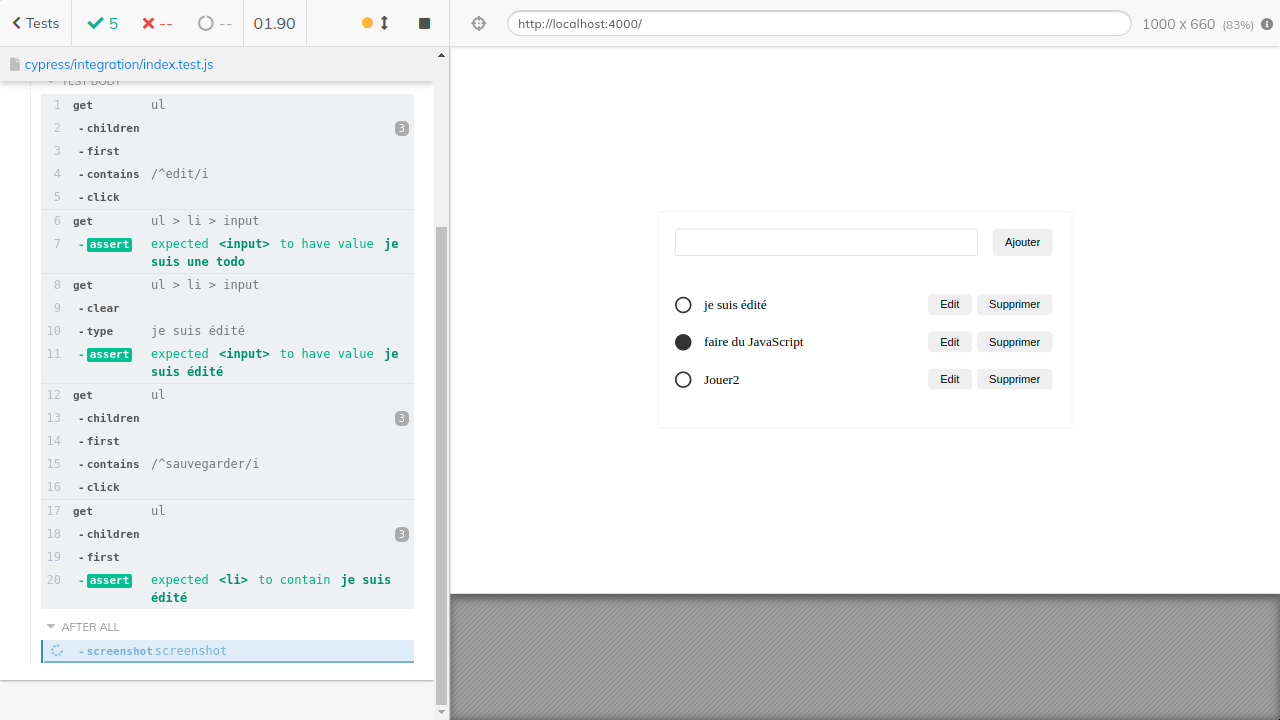 Tests 5 -- -- 01.90
http://localhost:4000/ 1000 x 660 (83%)
cypress/integration/index.test.js
TEST BODY
1 get ul
2 - children 3
3 - first
4 - contains /^edit/i
5 - click
6 get ul > li > input
7 - assert expected <input> to have value je
suis une todo
8 get ul > li > input
9 - clear
10 - type je suis édité
11 - assert expected <input> to have value je
suis édité
12 get ul
13 - children 3
14 - first
15 - contains /^sauvegarder/i
16 - click
17 get ul
18 - children 3
19 - first
20 - assert expected <li> to contain je suis
édité
AFTER ALL
- screenshot screenshot
Ajouter
je suis édité Edit Supprimer
faire du JavaScript Edit Supprimer
Jouer2 Edit Supprimer